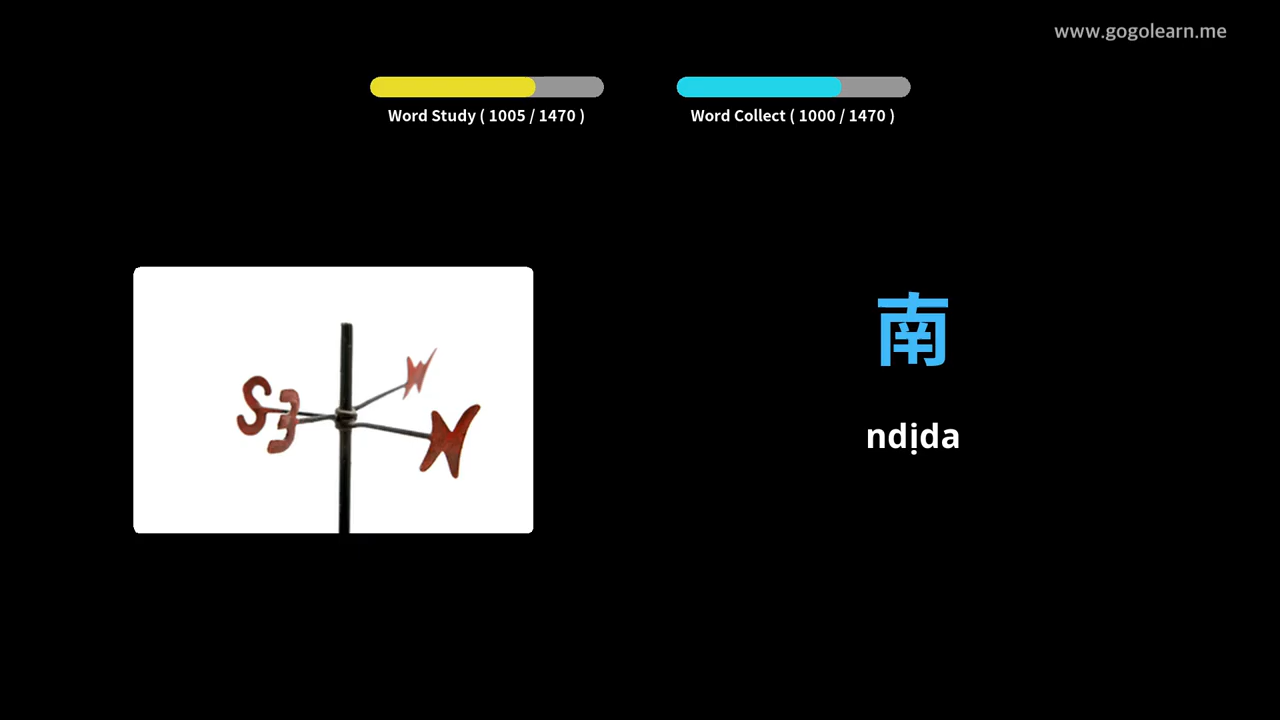 www.gogolearn.me
Word Study ( 1005 / 1470 )
Word Collect ( 1000 / 1470 )
S E N W
南
ndịda